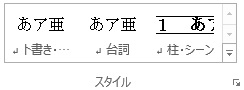 あア亜 あア亜 1 あア
↲ ト書き・… ↲ 台詞 ↲ 柱・シーン
スタイル